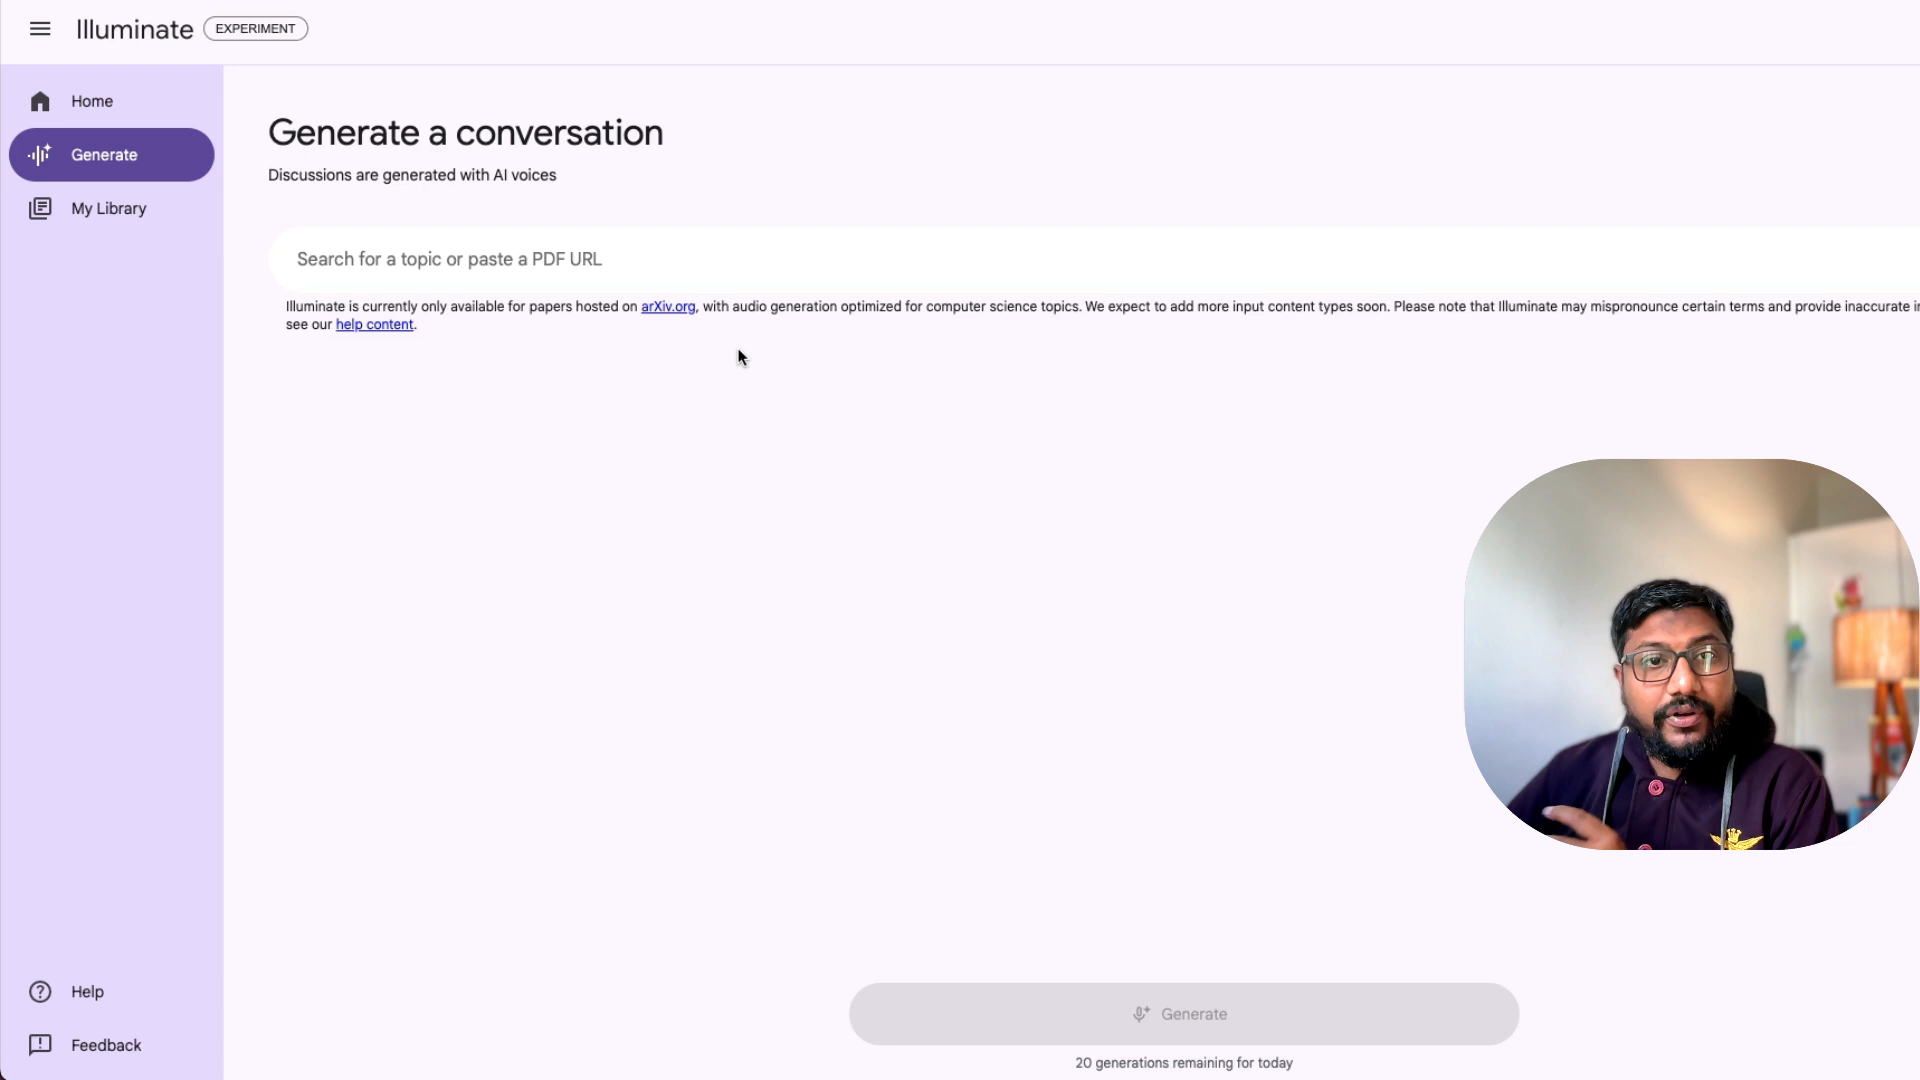 Illuminate EXPERIMENT
Home
Generate
My Library
Generate a conversation
Discussions are generated with AI voices
Search for a topic or paste a PDF URL
Illuminate is currently only available for papers hosted on arXiv.org, with audio generation optimized for computer science topics. We expect to add more input content types soon. Please note that Illuminate may mispronounce certain terms and provide inaccurate
see our help content.
Generate
20 generations remaining for today
Help
Feedback